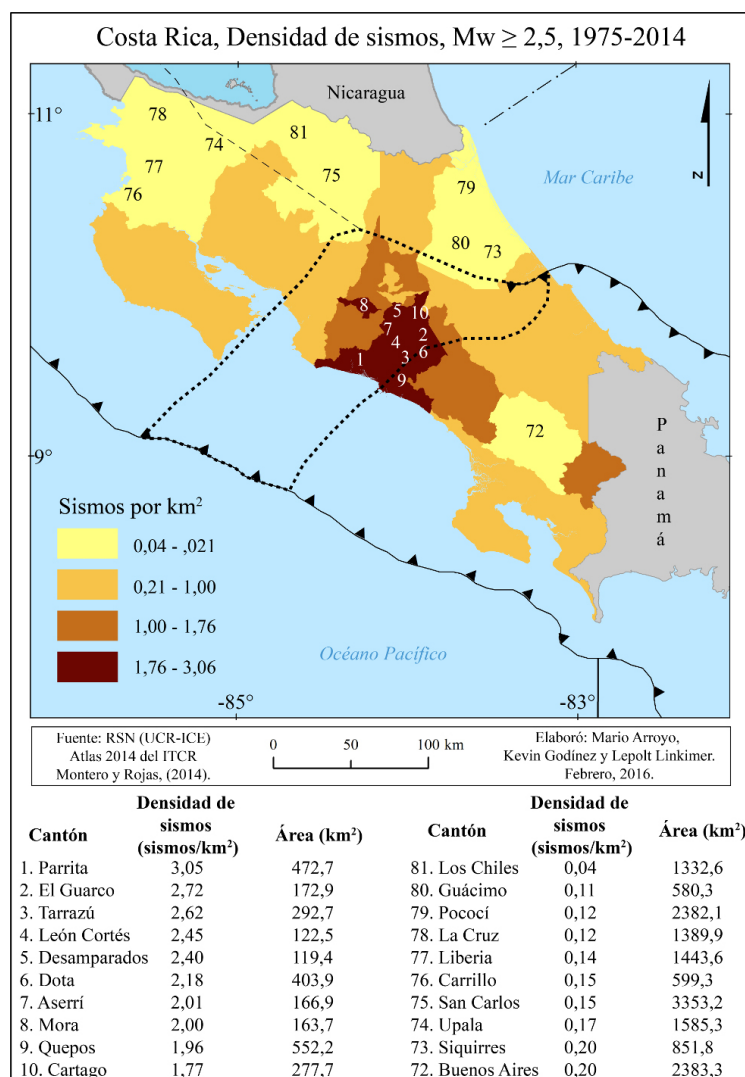 Costa Rica, Densidad de sismos, Mw ≥ 2,5, 1975-2014
Nicaragua
11°
78
81
74
75
77
76
79
Mar Caribe
N
80
73
8
5
10
7
2
4
6
1
3
9
72
Panamá
9°
Sismos por km²
0,04 - ,021
0,21 - 1,00
1,00 - 1,76
1,76 - 3,06
Océano Pacífico
-85°
-83°
Fuente: RSN (UCR-ICE)
Atlas 2014 del ITCR
Montero y Rojas, (2014).
0 50 100 km
Elaboró: Mario Arroyo,
Kevin Godínez y Lepolt Linkimer.
Febrero, 2016.
Cantón Densidad de sismos (sismos/km²) Área (km²) Cantón Densidad de sismos (sismos/km²) Área (km²)
1. Parrita 3,05 472,7 81. Los Chiles 0,04 1332,6
2. El Guarco 2,72 172,9 80. Guácimo 0,11 580,3
3. Tarrazú 2,62 292,7 79. Pococí 0,12 2382,1
4. León Cortés 2,45 122,5 78. La Cruz 0,12 1389,9
5. Desamparados 2,40 119,4 77. Liberia 0,14 1443,6
6. Dota 2,18 403,9 76. Carrillo 0,15 599,3
7. Aserrí 2,01 166,9 75. San Carlos 0,15 3353,2
8. Mora 2,00 163,7 74. Upala 0,17 1585,3
9. Quepos 1,96 552,2 73. Siquirres 0,20 851,8
10. Cartago 1,77 277,7 72. Buenos Aires 0,20 2383,3